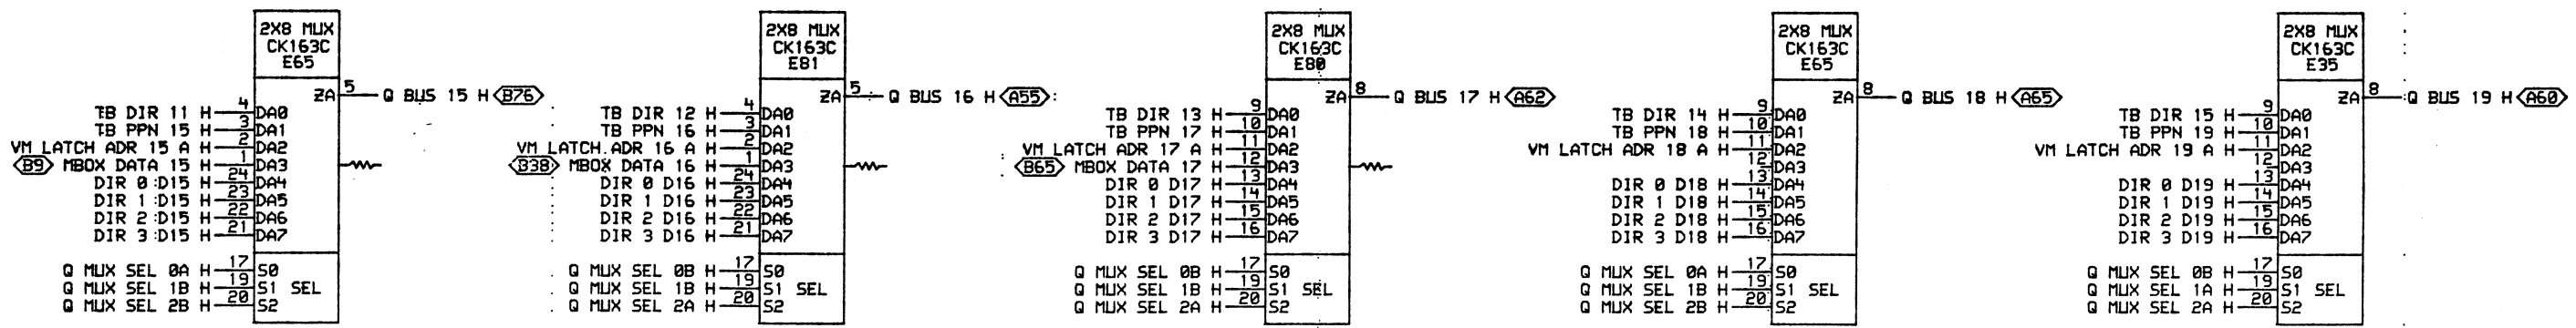 2X8 MUX
CK163C
E65
ZA 5 Q BUS 15 H B76
TB DIR 11 H 4 DA0
TB PPN 15 H 3 DA1
VM LATCH ADR 15 A H 2 DA2
B9 MBOX DATA 15 H 1 DA3
DIR 0 D15 H 24 DA4
DIR 1 D15 H 23 DA5
DIR 2 D15 H 22 DA6
DIR 3 D15 H 21 DA7
Q MUX SEL 0A H 17 S0
Q MUX SEL 1B H 19 S1 SEL
Q MUX SEL 2B H 20 S2
2X8 MUX
CK163C
E81
ZA 5 Q BUS 16 H A55
TB DIR 12 H 4 DA0
TB PPN 16 H 3 DA1
VM LATCH ADR 16 A H 2 DA2
B38 MBOX DATA 16 H 1 DA3
DIR 0 D16 H 24 DA4
DIR 1 D16 H 23 DA5
DIR 2 D16 H 22 DA6
DIR 3 D16 H 21 DA7
Q MUX SEL 0B H 17 S0
Q MUX SEL 1B H 19 S1 SEL
Q MUX SEL 2A H 20 S2
2X8 MUX
CK163C
E80
ZA 8 Q BUS 17 H A62
TB DIR 13 H 9 DA0
TB PPN 17 H 10 DA1
VM LATCH ADR 17 A H 11 DA2
B65 MBOX DATA 17 H 12 DA3
DIR 0 D17 H 13 DA4
DIR 1 D17 H 14 DA5
DIR 2 D17 H 15 DA6
DIR 3 D17 H 16 DA7
Q MUX SEL 0B H 17 S0
Q MUX SEL 1B H 19 S1 SEL
Q MUX SEL 2A H 20 S2
2X8 MUX
CK163C
E65
ZA 8 Q BUS 18 H A65
TB DIR 14 H 9 DA0
TB PPN 18 H 10 DA1
VM LATCH ADR 18 A H 11 DA2
12 DA3
DIR 0 D18 H 13 DA4
DIR 1 D18 H 14 DA5
DIR 2 D18 H 15 DA6
DIR 3 D18 H 16 DA7
Q MUX SEL 0A H 17 S0
Q MUX SEL 1B H 19 S1 SEL
Q MUX SEL 2B H 20 S2
2X8 MUX
CK163C
E35
ZA 8 Q BUS 19 H A60
TB DIR 15 H 9 DA0
TB PPN 19 H 10 DA1
VM LATCH ADR 19 A H 11 DA2
12 DA3
DIR 0 D19 H 13 DA4
DIR 1 D19 H 14 DA5
DIR 2 D19 H 15 DA6
DIR 3 D19 H 16 DA7
Q MUX SEL 0B H 17 S0
Q MUX SEL 1A H 19 S1 SEL
Q MUX SEL 2A H 20 S2